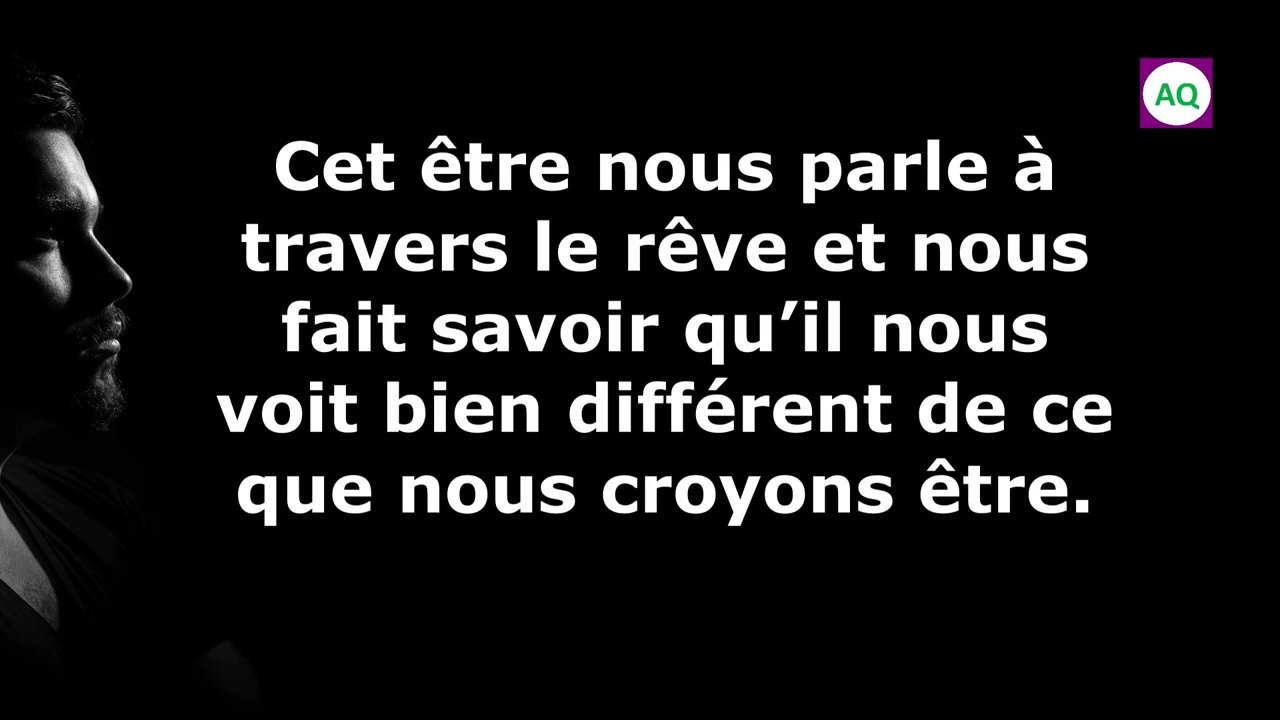 AQ
Cet être nous parle à
travers le rêve et nous
fait savoir qu’il nous
voit bien différent de ce
que nous croyons être.